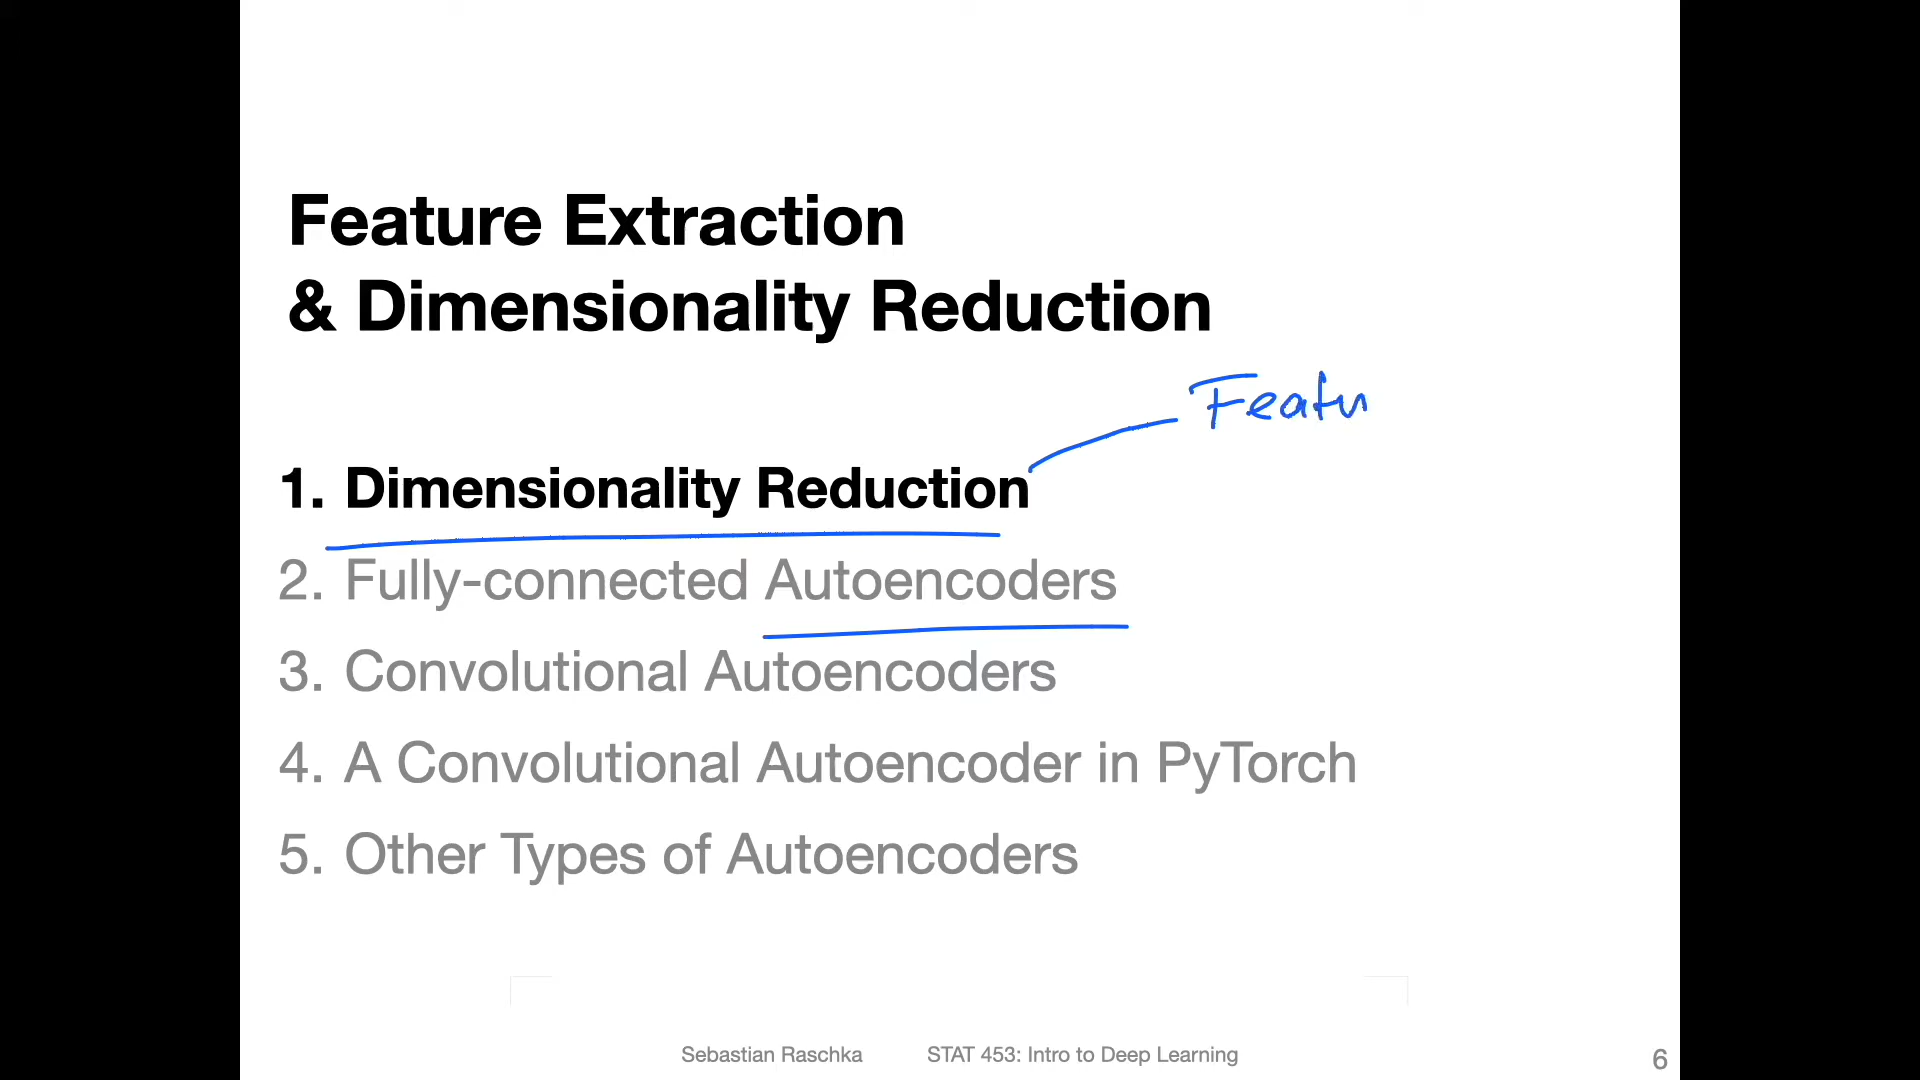 Feature Extraction
& Dimensionality Reduction
Featu
1. Dimensionality Reduction
2. Fully-connected Autoencoders
3. Convolutional Autoencoders
4. A Convolutional Autoencoder in PyTorch
5. Other Types of Autoencoders
Sebastian Raschka STAT 453: Intro to Deep Learning 6